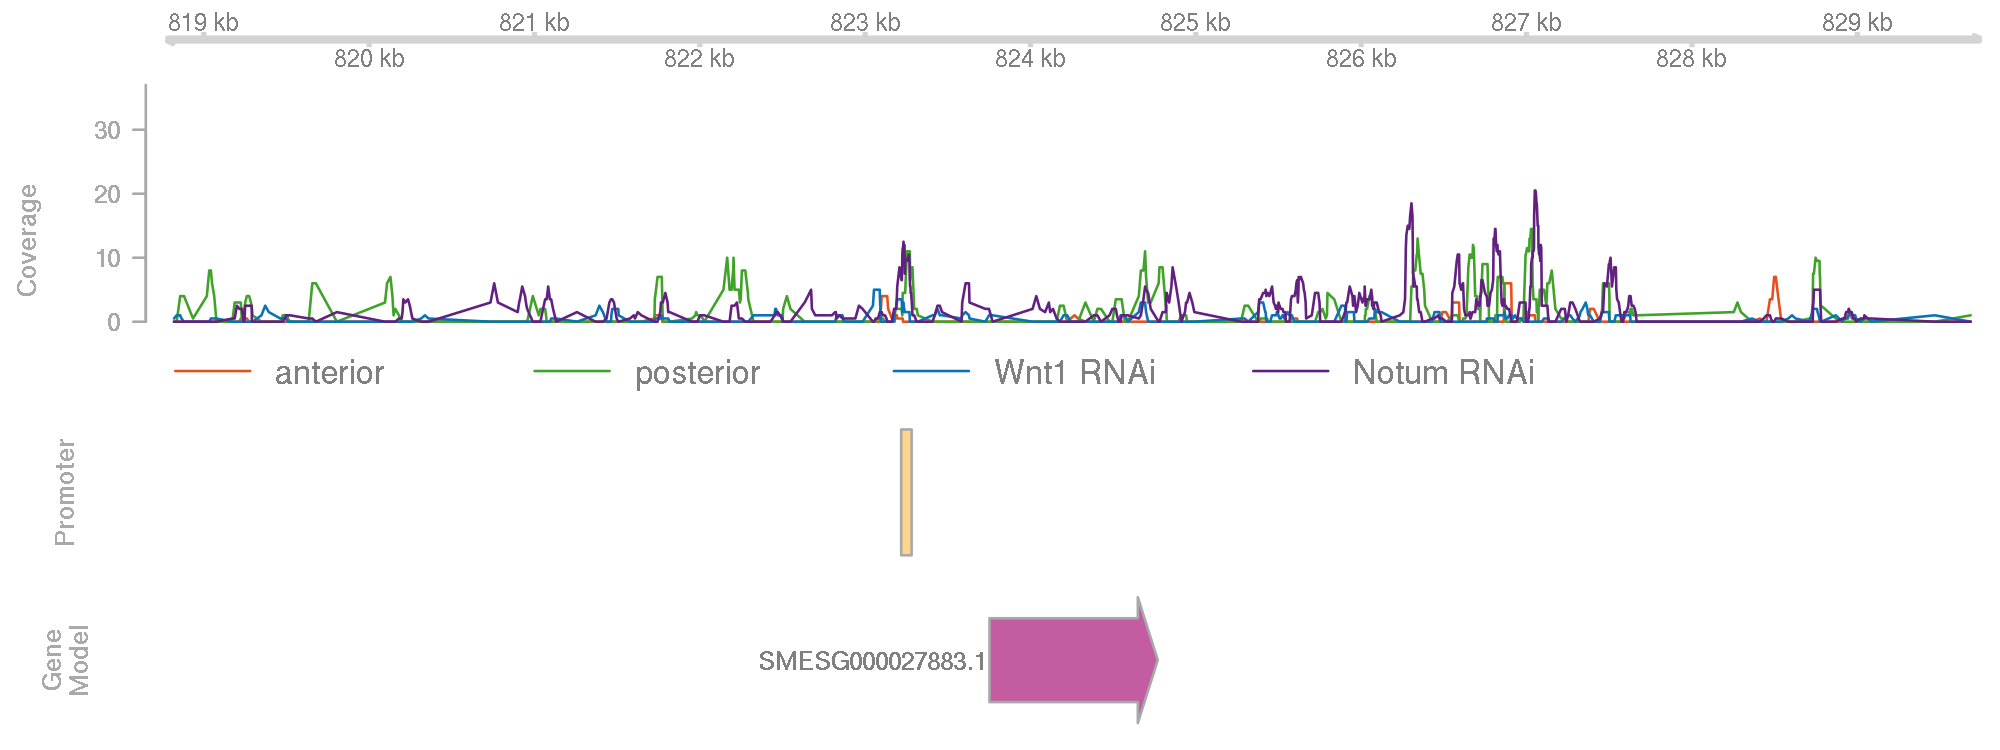 819 kb 821 kb 823 kb 825 kb 827 kb 829 kb
820 kb 822 kb 824 kb 826 kb 828 kb
Coverage
30
20
10
0
anterior posterior Wnt1 RNAi Notum RNAi
Promoter
Gene
Model
SMESG000027883.1